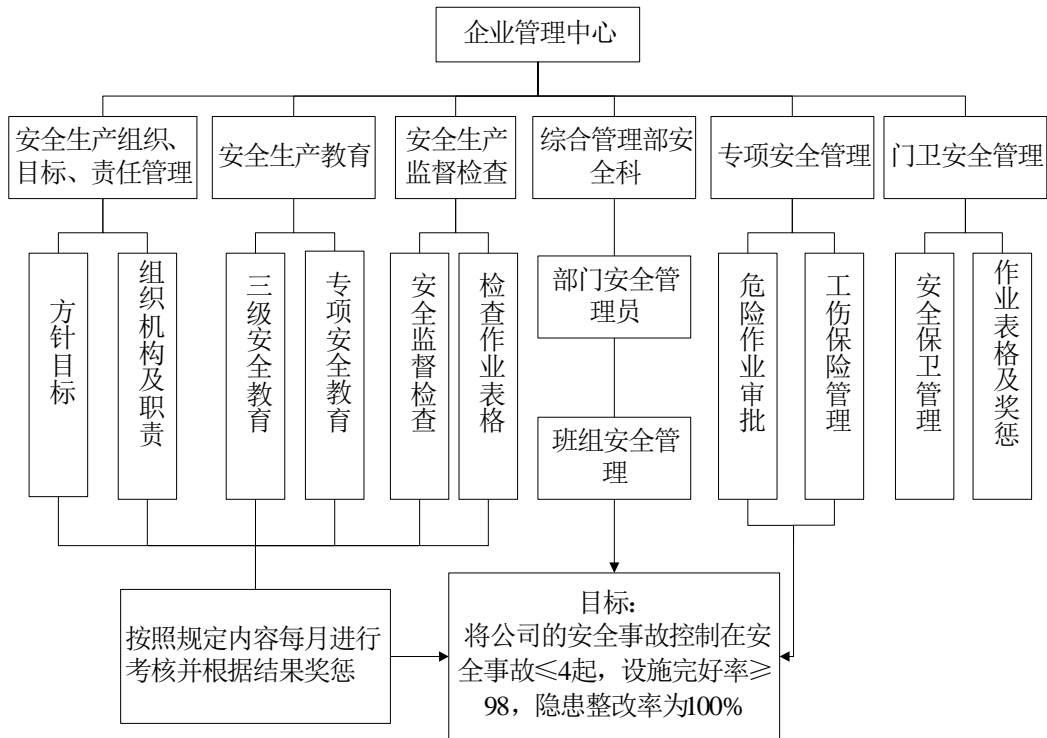 企业管理中心
安全生产组织、
目标、责任管理
安全生产教育
安全生产
监督检查
综合管理部安
全科
专项安全管理
门卫安全管理
方针目标
组织机构及职责
三级安全教育
专项安全教育
安全监督检查
检查作业表格
部门安全管
理员
班组安全管
理
危险作业审批
工伤保险管理
安全保卫管理
作业表格及奖惩
按照规定内容每月进行
考核并根据结果奖惩
目标：
将公司的安全事故控制在安
全事故≤4起，设施完好率≥
98，隐患整改率为100%